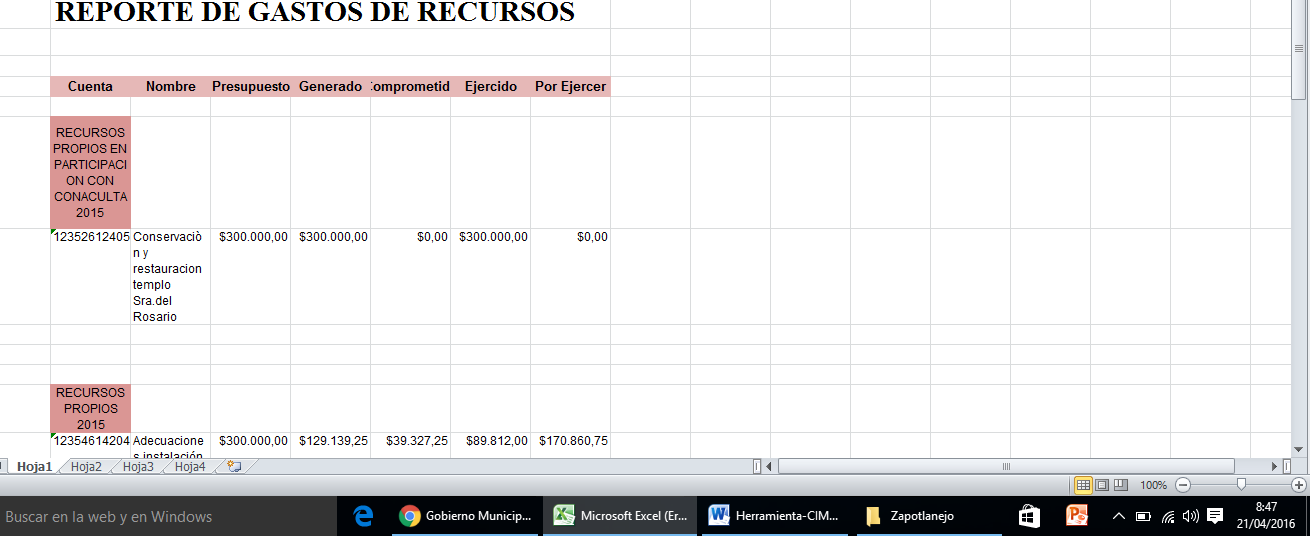 REPORTE DE GASTOS DE RECURSOS
Cuenta Nombre Presupuesto Generado Comprometid Ejercido Por Ejercer
RECURSOS
PROPIOS EN
PARTICIPACI
ON CON
CONACULTA
2015
12352612405 Conservaciò $300.000,00 $300.000,00 $0,00 $300.000,00 $0,00
n y
restauracion
templo
Sra.del
Rosario
RECURSOS
PROPIOS
2015
12354614204 Adecuacione $300.000,00 $129.139,25 $39.327,25 $89.812,00 $170.860,75
s instalación
Hoja1 Hoja2 Hoja3 Hoja4
100%
Buscar en la web y en Windows Gobierno Municip... Microsoft Excel (Er... Herramienta-CIM... Zapotlanejo 8:47
21/04/2016